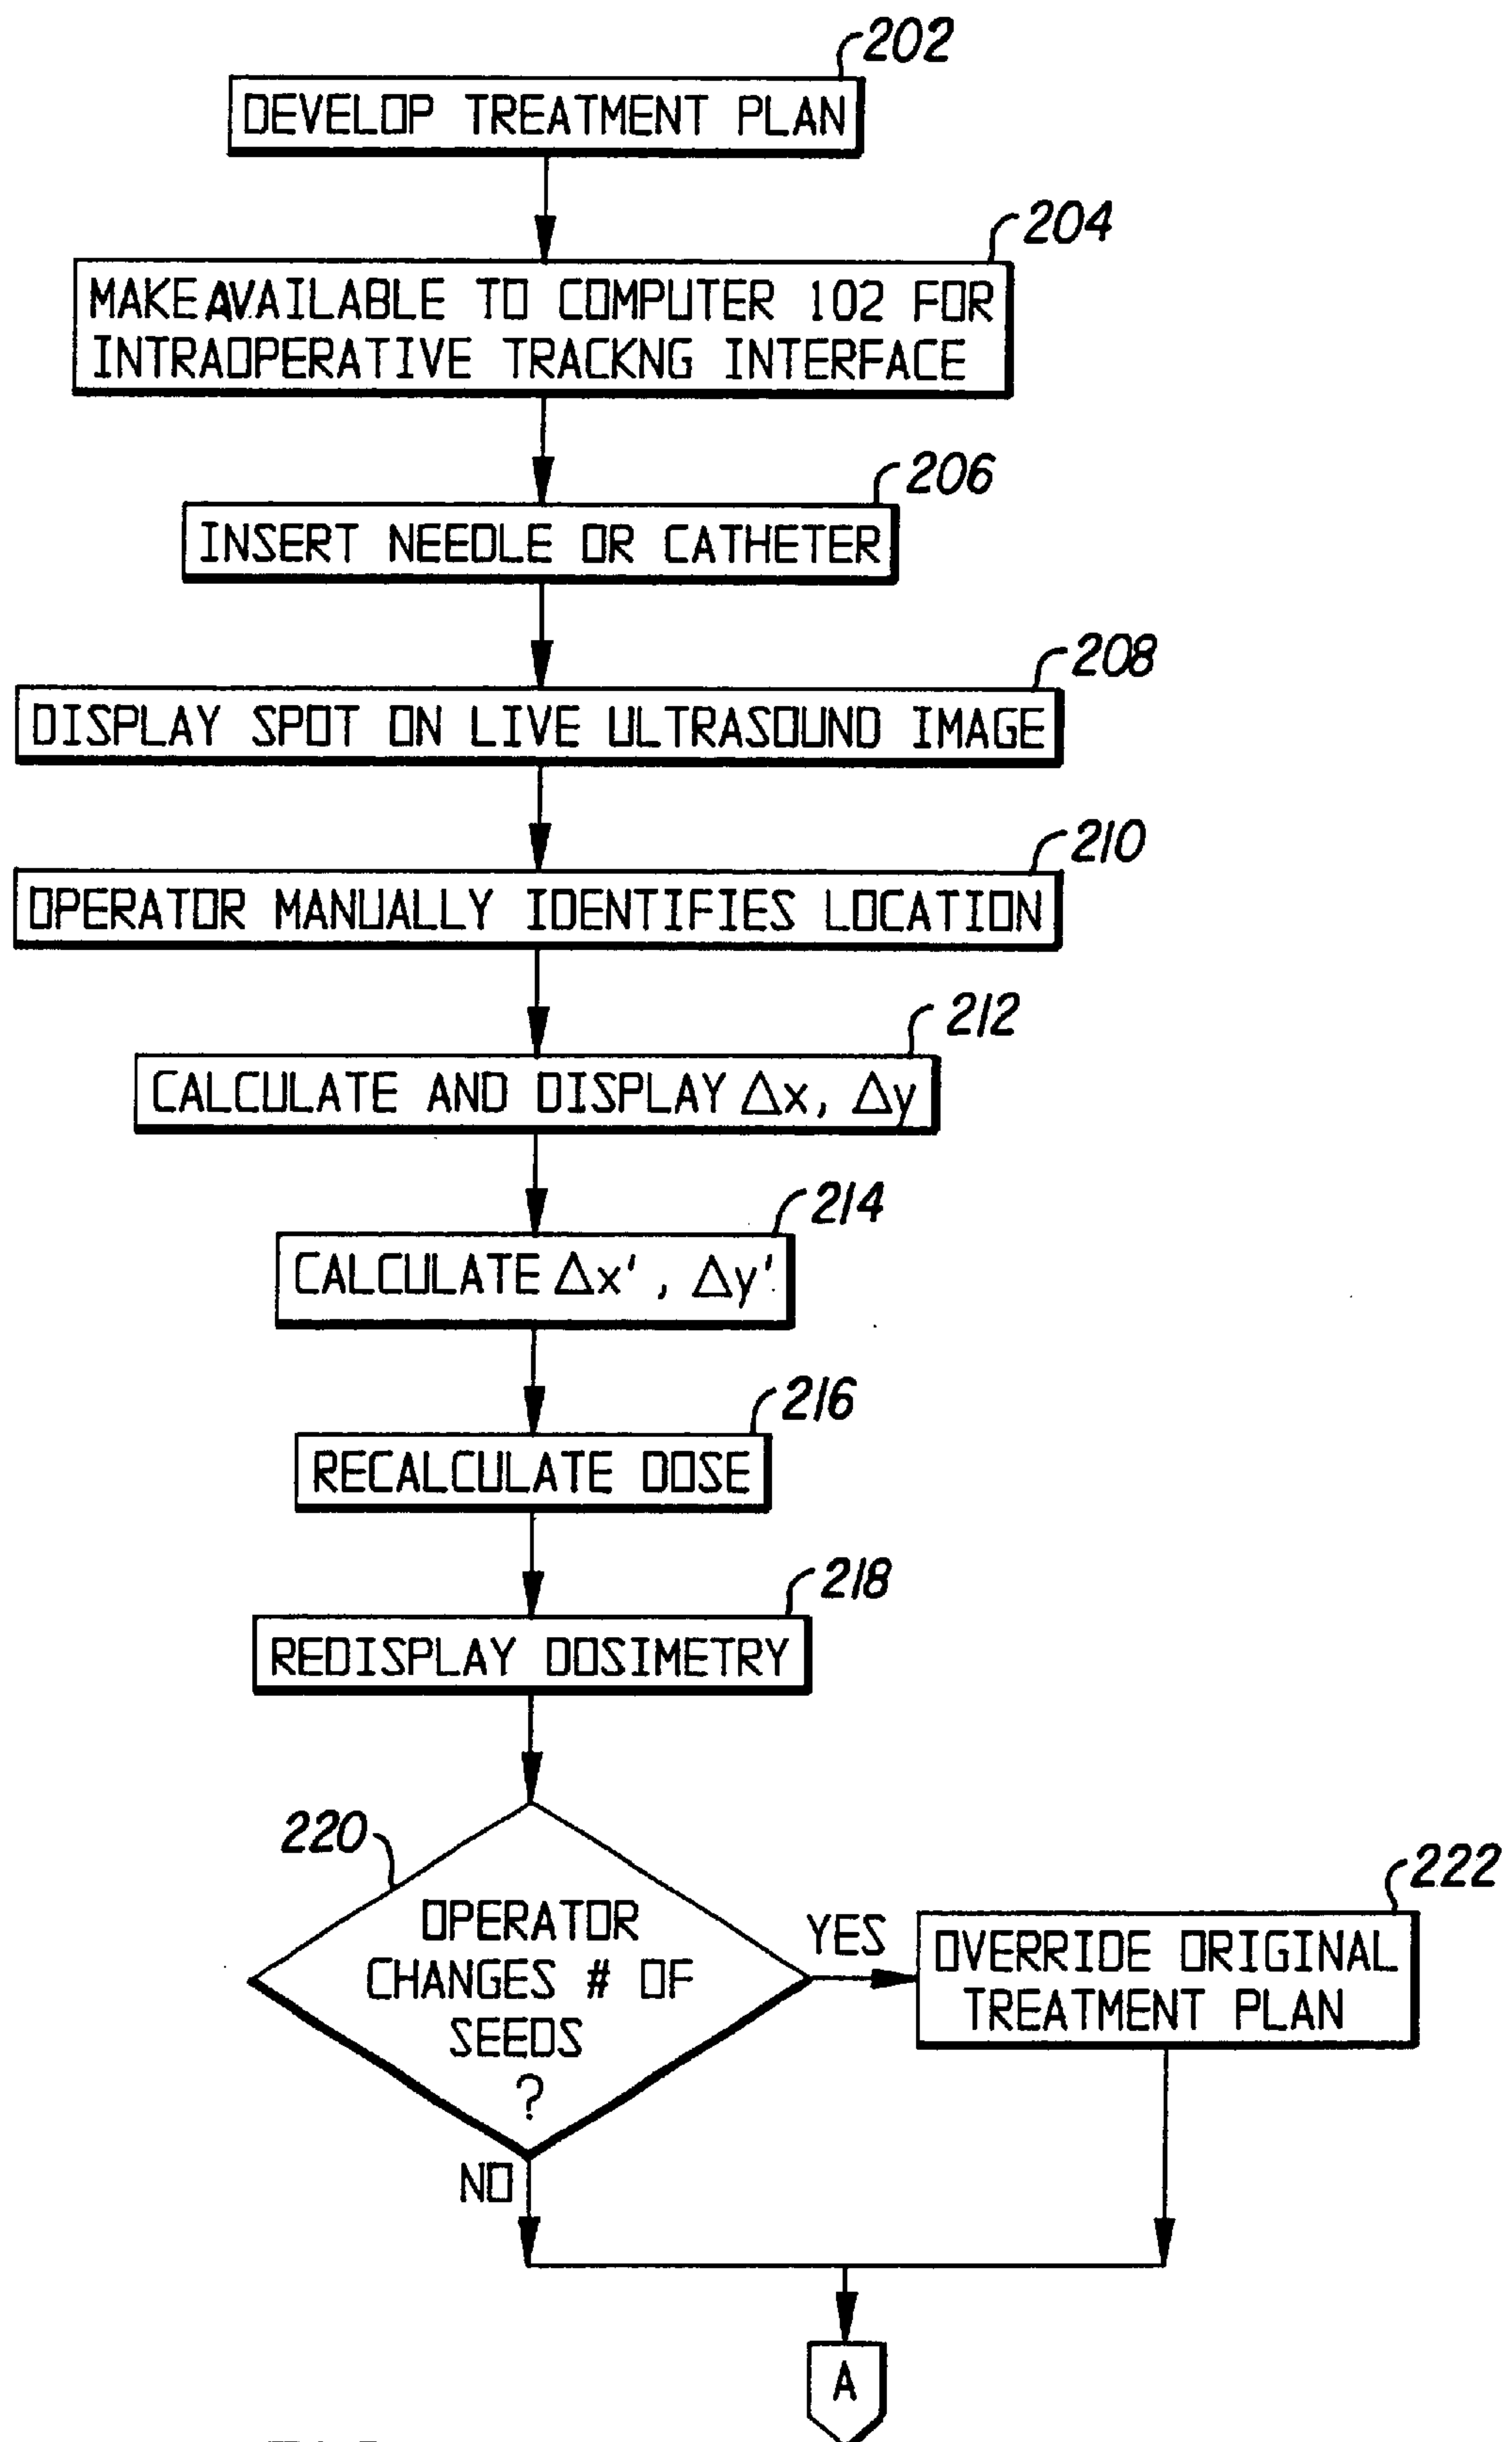 202
DEVELOP TREATMENT PLAN
204
MAKE AVAILABLE TO COMPUTER 102 FOR
INTRAOPERATIVE TRACKNG INTERFACE
206
INSERT NEEDLE OR CATHETER
208
DISPLAY SPOT ON LIVE ULTRASOUND IMAGE
210
OPERATOR MANUALLY IDENTIFIES LOCATION
212
CALCULATE AND DISPLAY Δx, Δy
214
CALCULATE Δx', Δy'
216
RECALCULATE DOSE
218
REDISPLAY DOSIMETRY
220
OPERATOR
CHANGES # OF
SEEDS
?
YES
222
OVERRIDE ORIGINAL
TREATMENT PLAN
NO
A